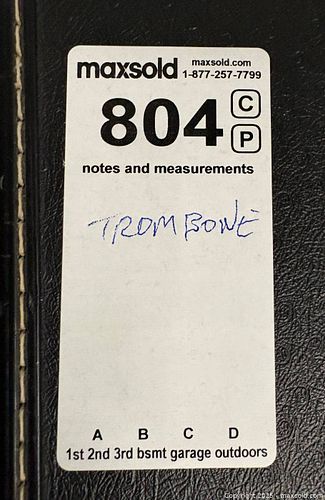 maxsold maxsold.com
1-877-257-7799
804 C
P
notes and measurements
TROMBONE
A B C D
1st 2nd 3rd bsmt garage outdoors
Copyright 2025 - maxsold.com